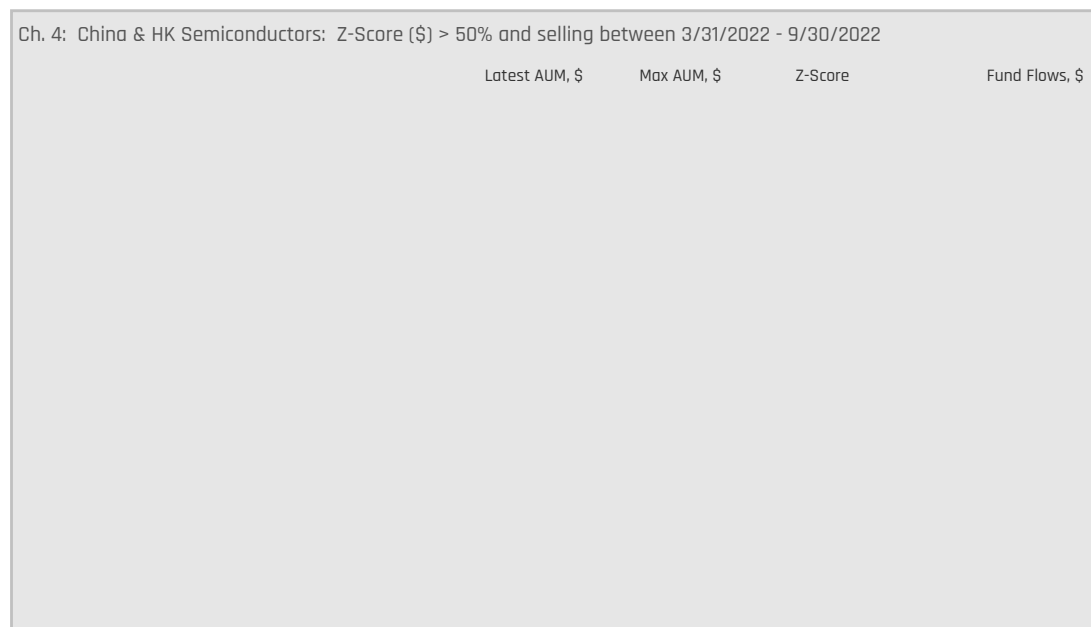 Ch. 4:  China & HK Semiconductors:  Z-Score ($) > 50% and selling between 3/31/2022 - 9/30/2022
Latest AUM, $ Max AUM, $ Z-Score Fund Flows, $